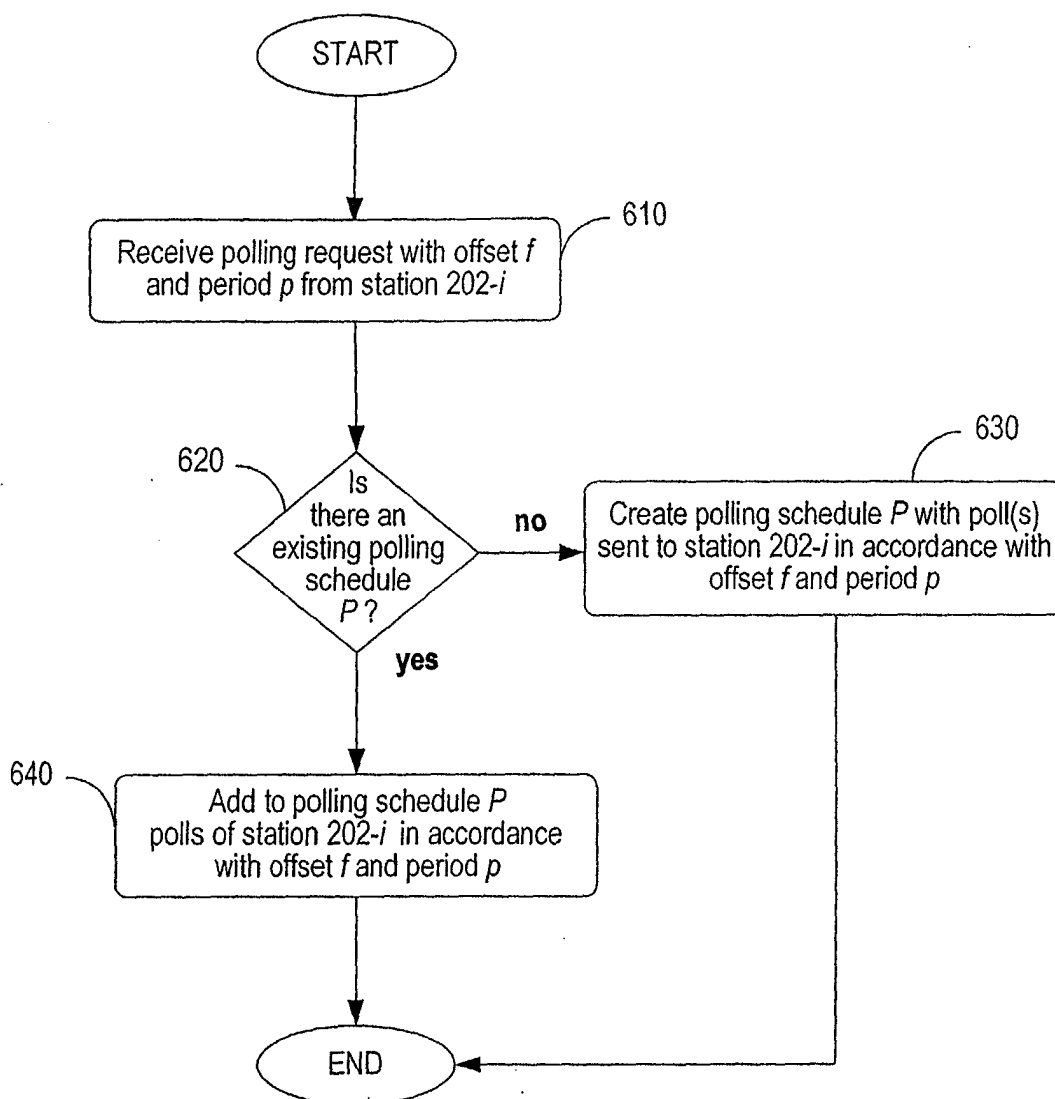 START
610
Receive polling request with offset f
and period p from station 202-i
620
Is
there an
existing polling
schedule
P ?
no
630
Create polling schedule P with poll(s)
sent to station 202-i in accordance with
offset f and period p
yes
640
Add to polling schedule P
polls of station 202-i in accordance
with offset f and period p
END